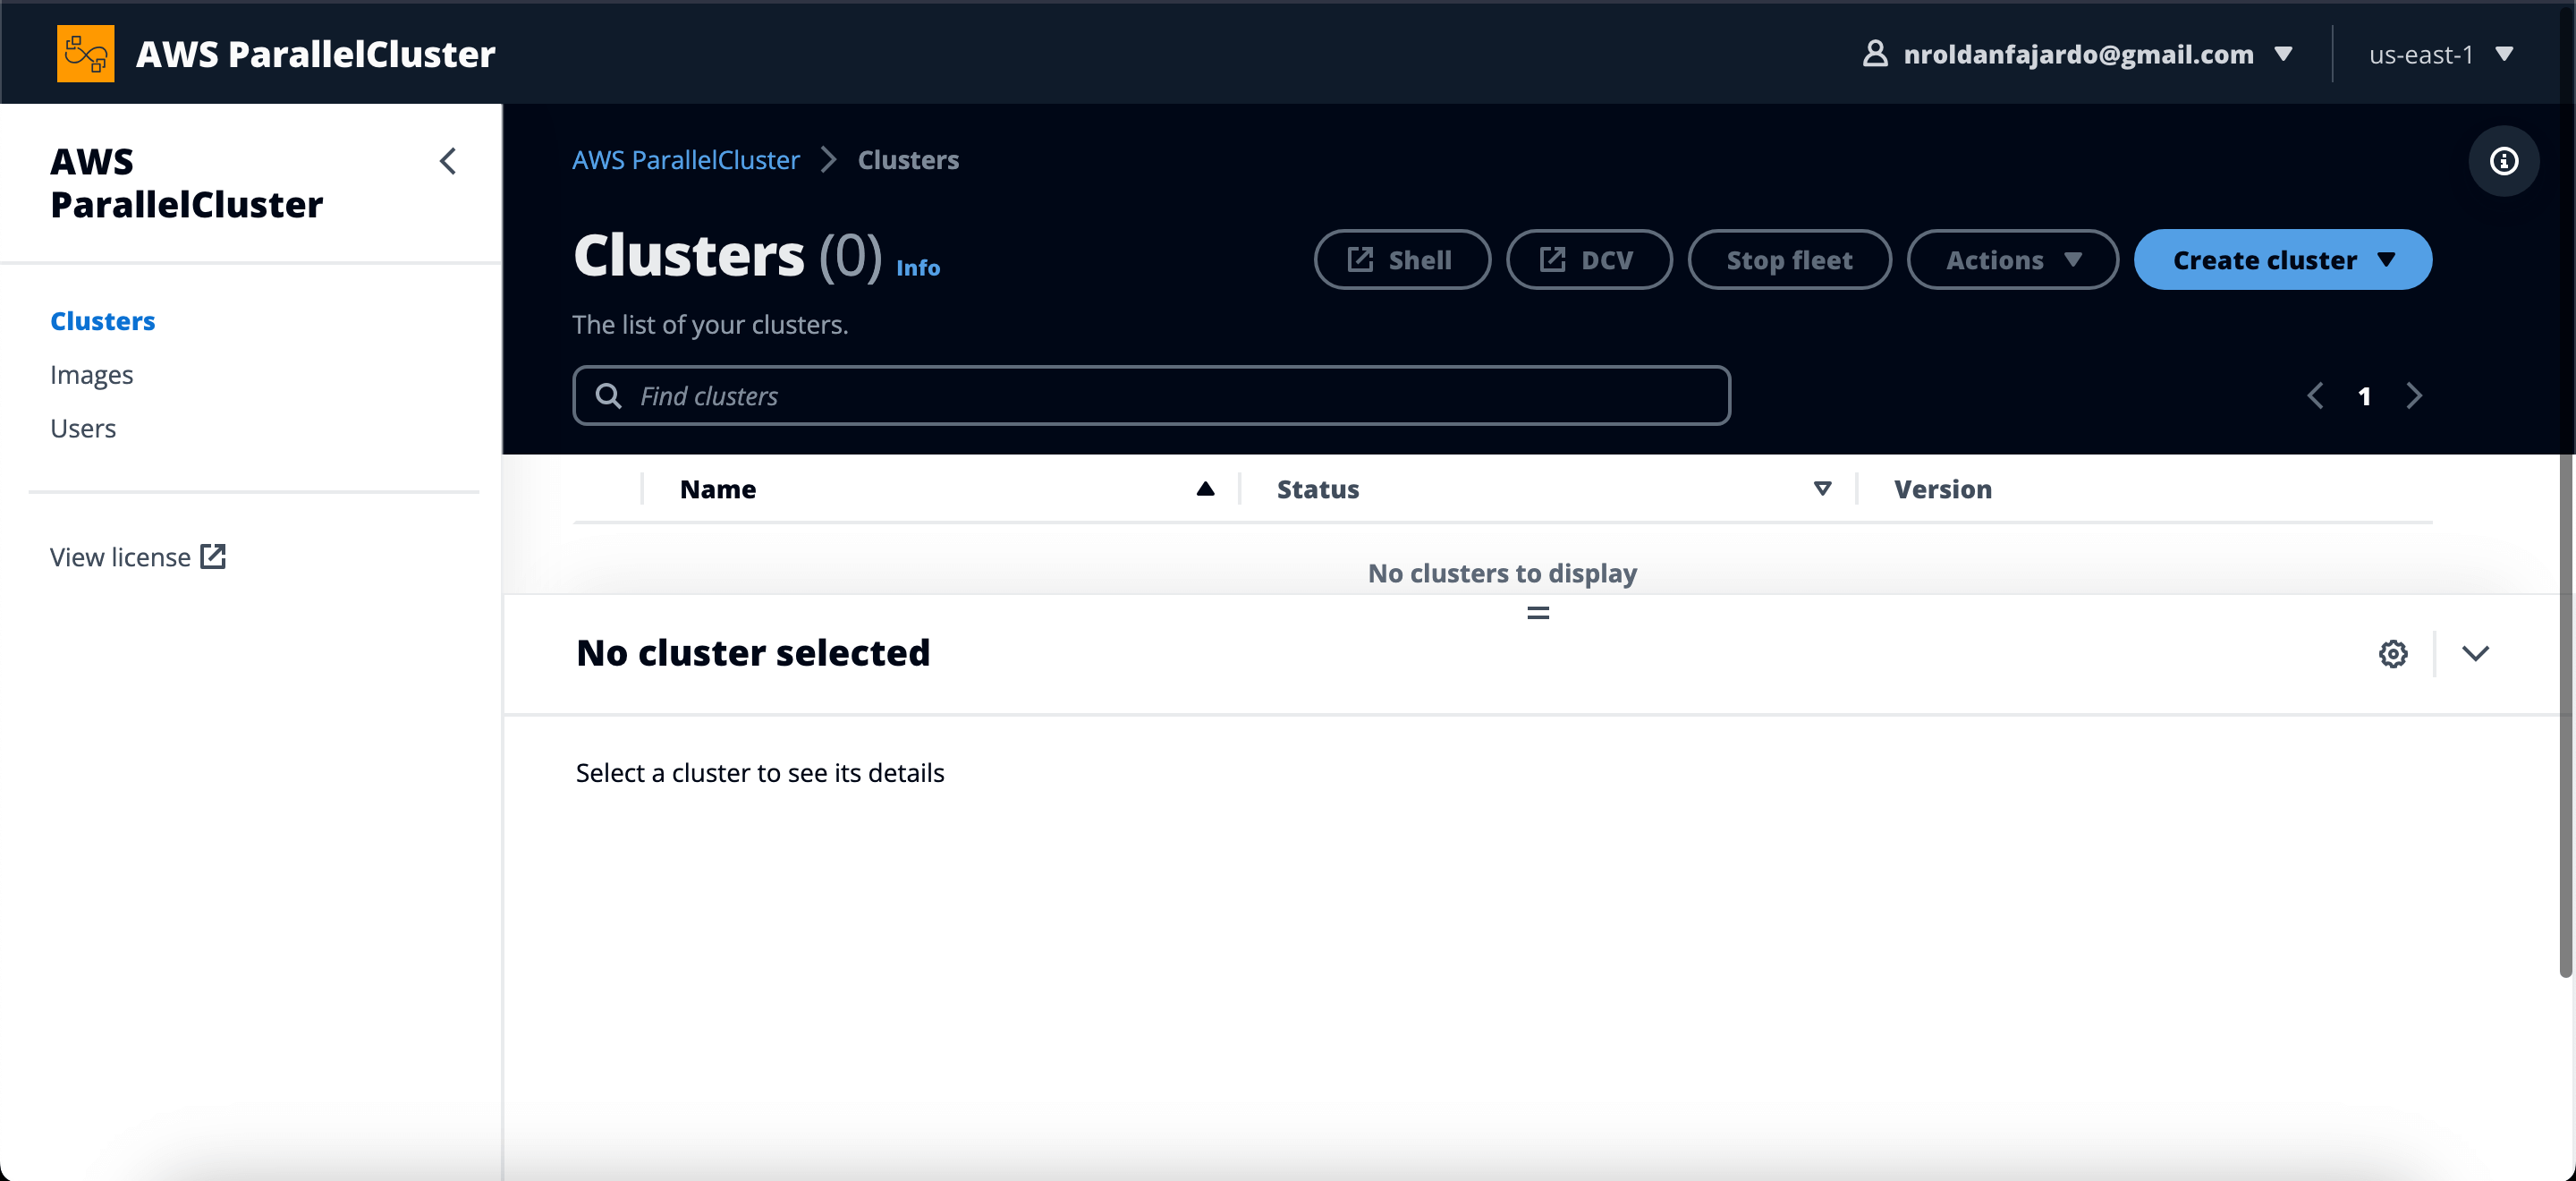 AWS ParallelCluster
nroldanfajardo@gmail.com
us-east-1
AWS
ParallelCluster
Clusters
Images
Users
View license
AWS ParallelCluster > Clusters
Clusters (0) Info
The list of your clusters.
Shell
DCV
Stop fleet
Actions
Create cluster
Find clusters
1
Name
Status
Version
No clusters to display
No cluster selected
Select a cluster to see its details